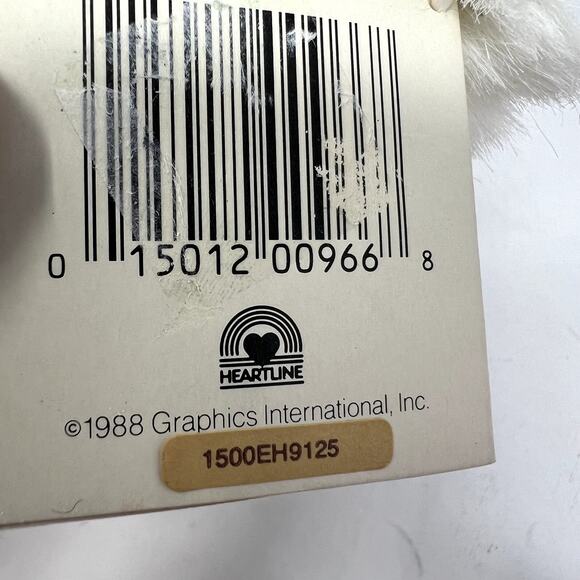 0 15012 00966 8
HEARTLINE
©1988 Graphics International, Inc.
1500EH9125